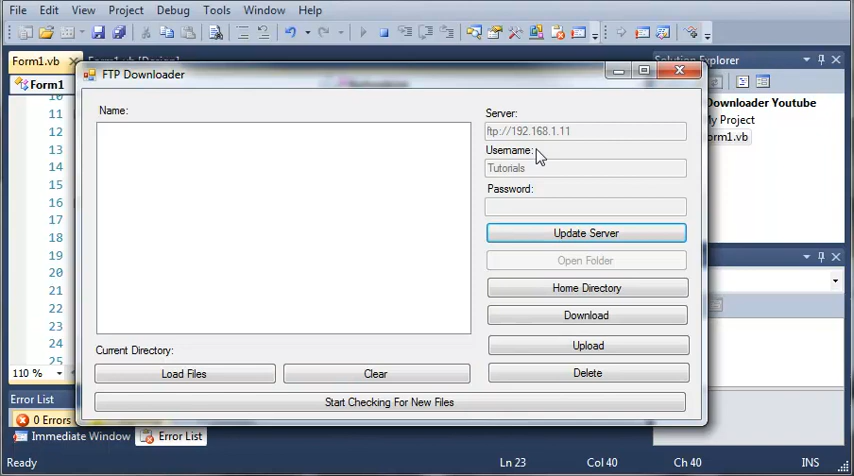 File Edit View Project Debug Data Tools Window Help
Form1.vb
Solution Explorer
FTP Downloader
Form1
Downloader Youtube
My Project
orm1.vb
Name:
Server:
ftp://192.168.1.11
Username:
Tutorials
Password:
Update Server
Open Folder
Home Directory
Download
Upload
Delete
Current Directory:
Load Files
Clear
Start Checking For New Files
11
12
13
14
15
16
17
18
19
20
21
22
23
24
25
110 %
Error List
0 Errors
Immediate Window
Error List
Ready
Ln 23
Col 40
Ch 40
INS